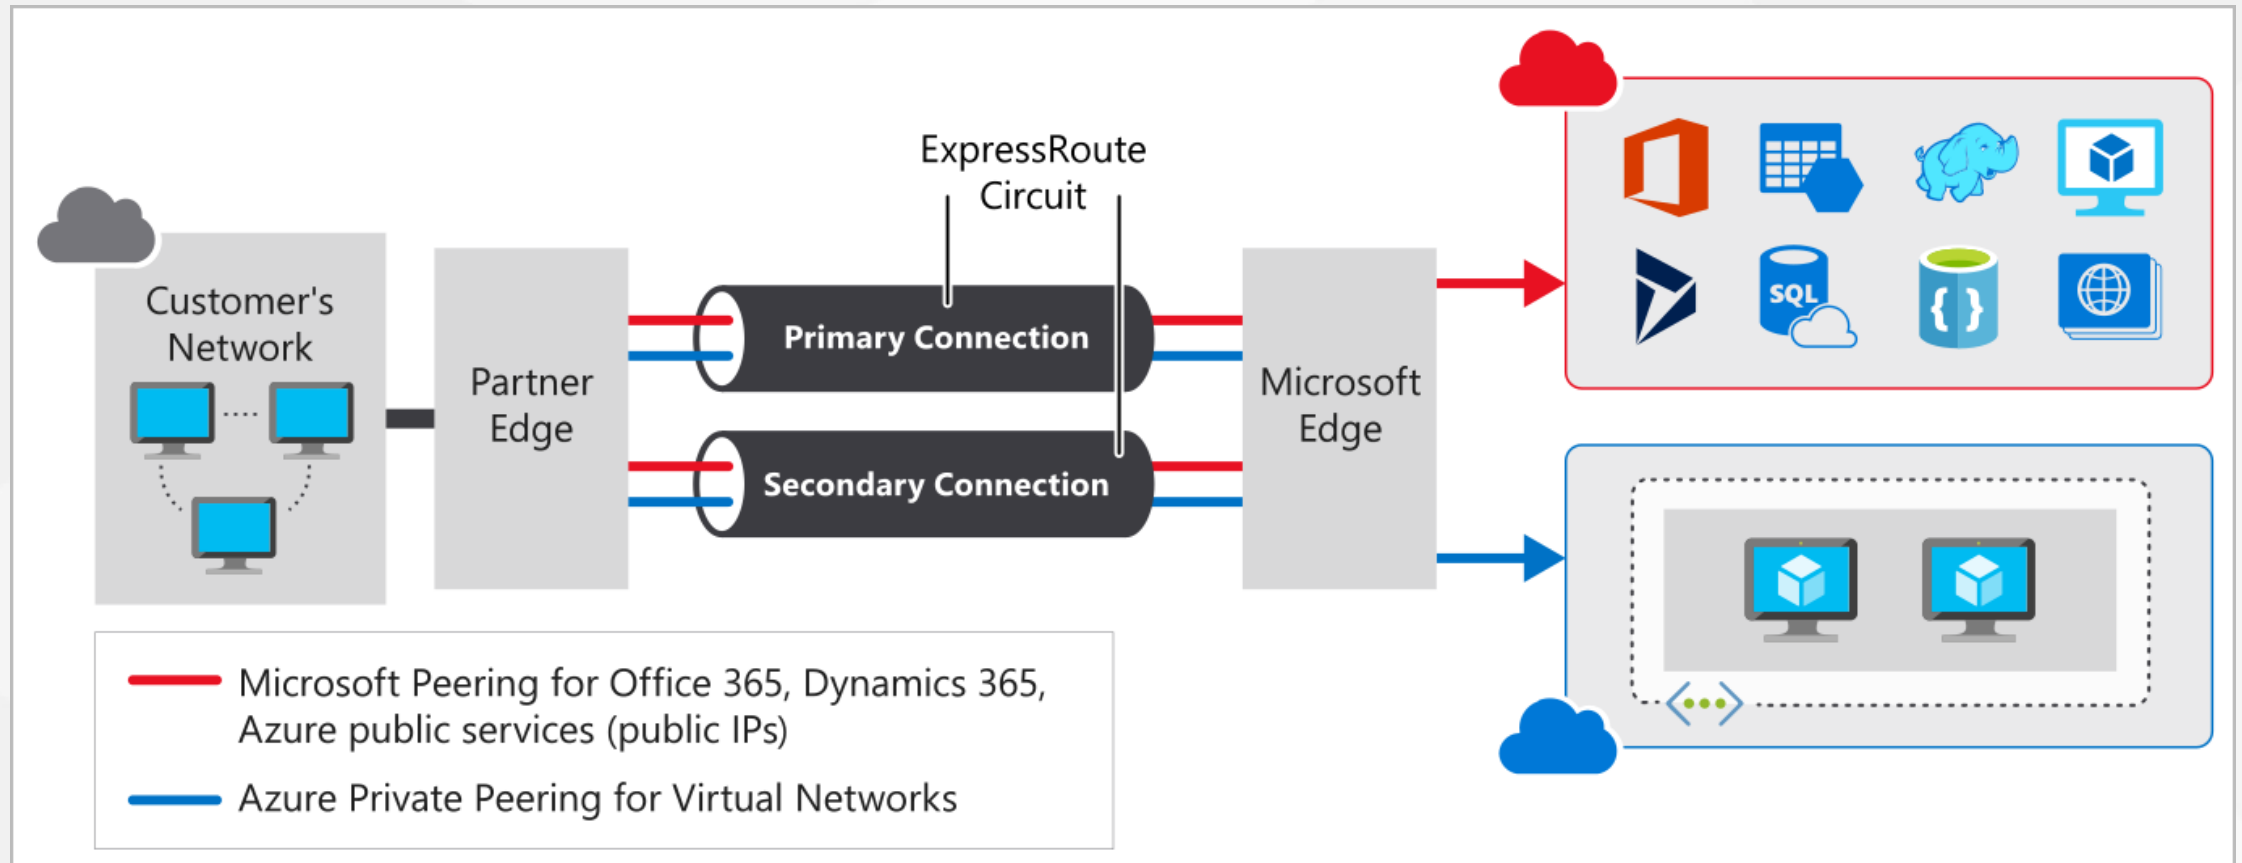 ExpressRoute
Circuit
Customer's
Network
Partner
Edge
Primary Connection
Secondary Connection
Microsoft
Edge
SQL
{ }
Microsoft Peering for Office 365, Dynamics 365,
Azure public services (public IPs)
Azure Private Peering for Virtual Networks